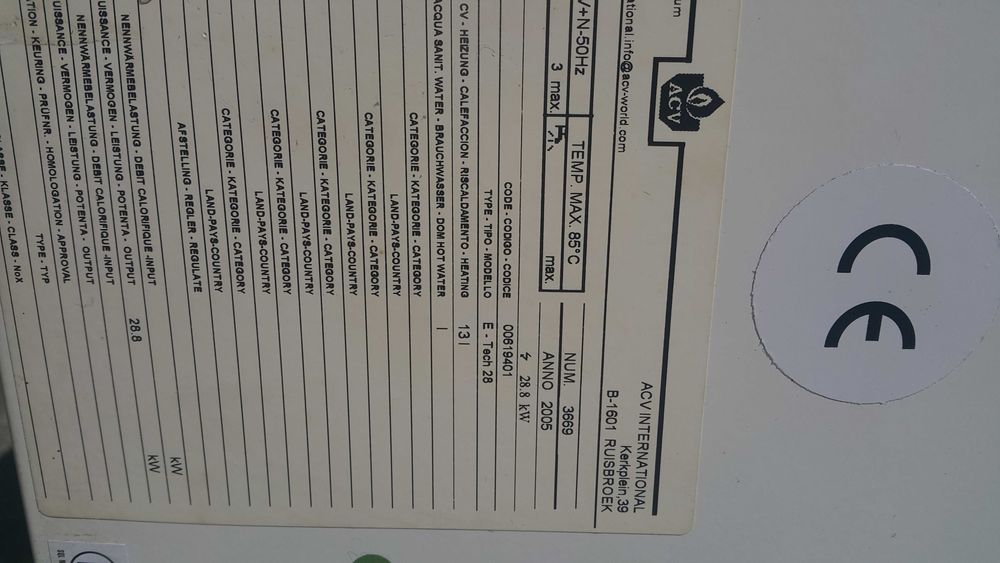 ACV
ACV INTERNATIONAL
Kerkplein,39
B-1601 RUISBROEK
ational.info@acv-world.com
V+N-50Hz
TEMP. MAX. 85°C
3 max.
max.
NUM. 3669
ANNO 2005
28.8 kW
CODE - CODIGO - CODICE 00619401
TYPE - TIPO - MODELLO E - Tech 28
CV - HEIZUNG - CALEFACCION - RISCALDAMENTO - HEATING 13 l
ACQUA SANIT. WATER - BRAUCHWASSER - DOM HOT WATER l
CATEGORIE - KATEGORIE - CATEGORY
LAND-PAYS-COUNTRY
CATEGORIE - KATEGORIE - CATEGORY
LAND-PAYS-COUNTRY
CATEGORIE - KATEGORIE - CATEGORY
LAND-PAYS-COUNTRY
CATEGORIE - KATEGORIE - CATEGORY
LAND-PAYS-COUNTRY
CATEGORIE - KATEGORIE - CATEGORY
LAND-PAYS-COUNTRY
AFSTELLING - REGLER - REGULATE
kW
NENNWÄRMEBELASTUNG - DEBIT CALORIFIQUE -INPUT kW
UISSANCE - VERMOGEN - LEISTUNG - POTENTA - OUTPUT 28.8
NENNWÄRMEBELASTUNG - DEBIT CALORIFIQUE -INPUT
UISSANCE - VERMOGEN - LEISTUNG - POTENTA - OUTPUT
TION - KEURING - PRÜFNR. - HOMOLOGATION - APPROVAL
TYPE - TYP
SSE - KLASSE - CLASS - NoX
CE